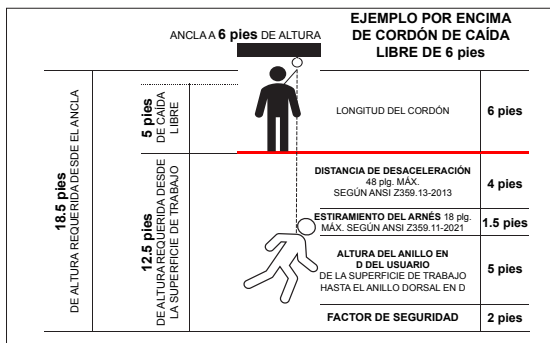 ANCLA A 6 pies DE ALTURA
EJEMPLO POR ENCIMA
DE CORDÓN DE CAÍDA
LIBRE DE 6 pies
18.5 pies
DE ALTURA REQUERIDA DESDE EL ANCLA
5 pies
DE CAÍDA
LIBRE
12.5 pies
DE ALTURA REQUERIDA DESDE
LA SUPERFICIE DE TRABAJO
LONGITUD DEL CORDÓN
6 pies
DISTANCIA DE DESACELERACIÓN
48 plg. MÁX.
SEGÚN ANSI Z359.13-2013
4 pies
ESTIRAMIENTO DEL ARNÉS 18 plg.
MÁX. SEGÚN ANSI Z359.11-2021
1.5 pies
ALTURA DEL ANILLO EN
D DEL USUARIO
DE LA SUPERFICIE DE TRABAJO
HASTA EL ANILLO DORSAL EN D
5 pies
FACTOR DE SEGURIDAD
2 pies